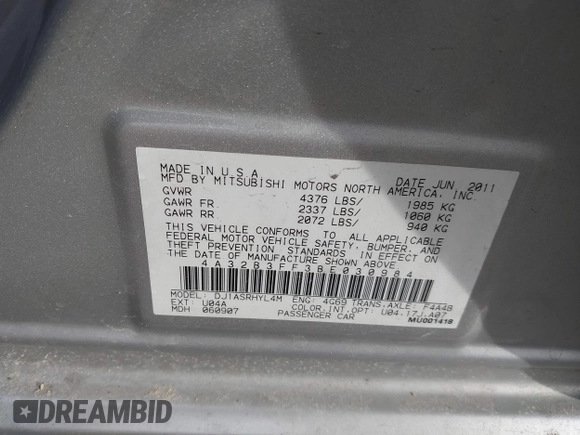 MADE IN U.S.A. DATE JUN 2011
MFD BY MITSUBISHI MOTORS NORTH AMERICA, INC.
GVWR 4376 LBS/ 1985 KG
GAWR FR. 2337 LBS/ 1060 KG
GAWR RR. 2072 LBS/ 940 KG
THIS VEHICLE CONFORMS TO ALL APPLICABLE
FEDERAL MOTOR VEHICLE SAFETY, BUMPER, AND
THEFT PREVENTION STANDARDS IN EFFECT ON
THE DATE OF MANUFACTURE SHOWN ABOVE.
4A32B3FF3BE030984
MODEL: DJ1ASRHYL4M ENG: 4G69 TRANS.AXLE: F4A4B
EXT: U04A COLOR.INT.OPT: U04.17J.A07
MDH 060907 PASSENGER CAR MU001418
DREAMBID